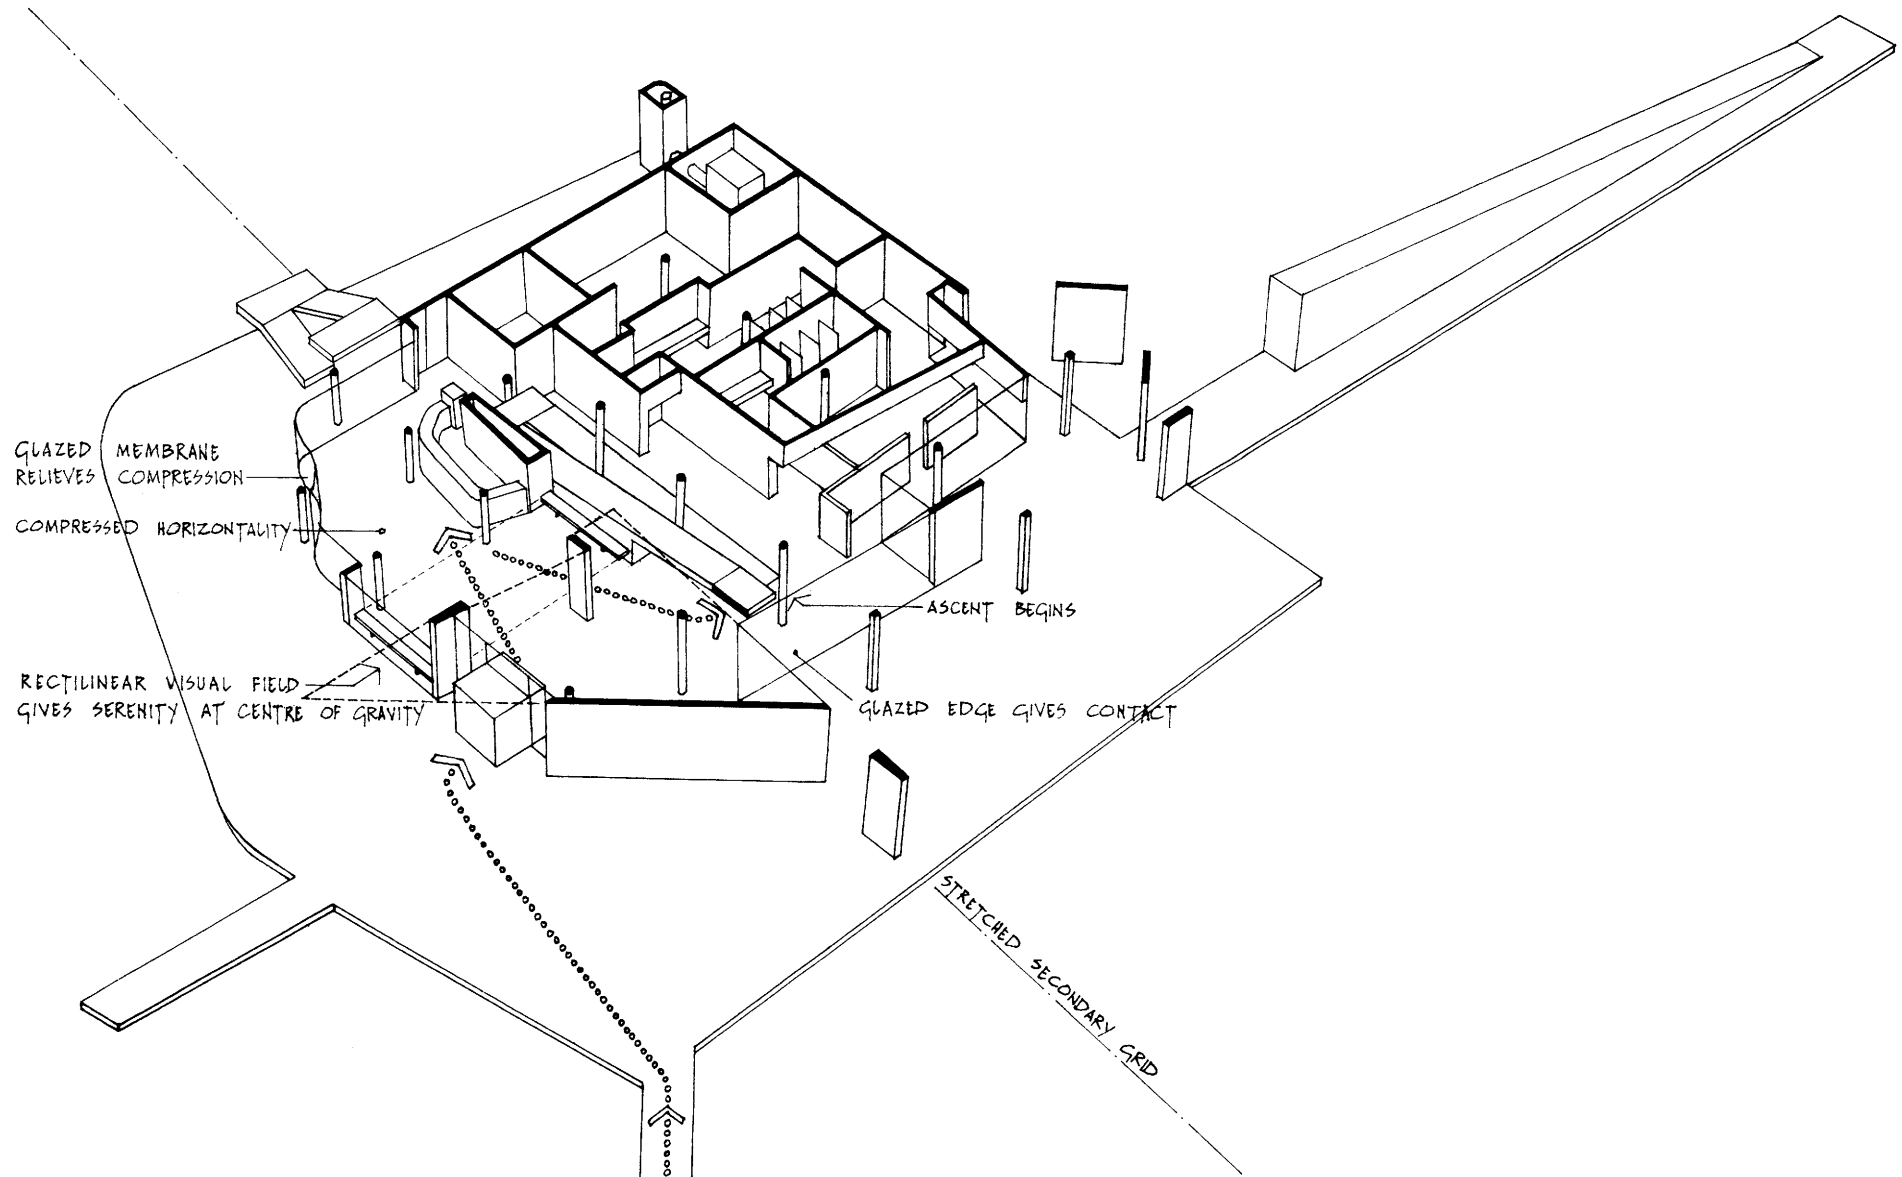 GLAZED MEMBRANE
RELIEVES COMPRESSION
COMPRESSED HORIZONTALITY
ASCENT BEGINS
RECTILINEAR VISUAL FIELD
GIVES SERENITY AT CENTRE OF GRAVITY
GLAZED EDGE GIVES CONTACT
STRETCHED SECONDARY GRID